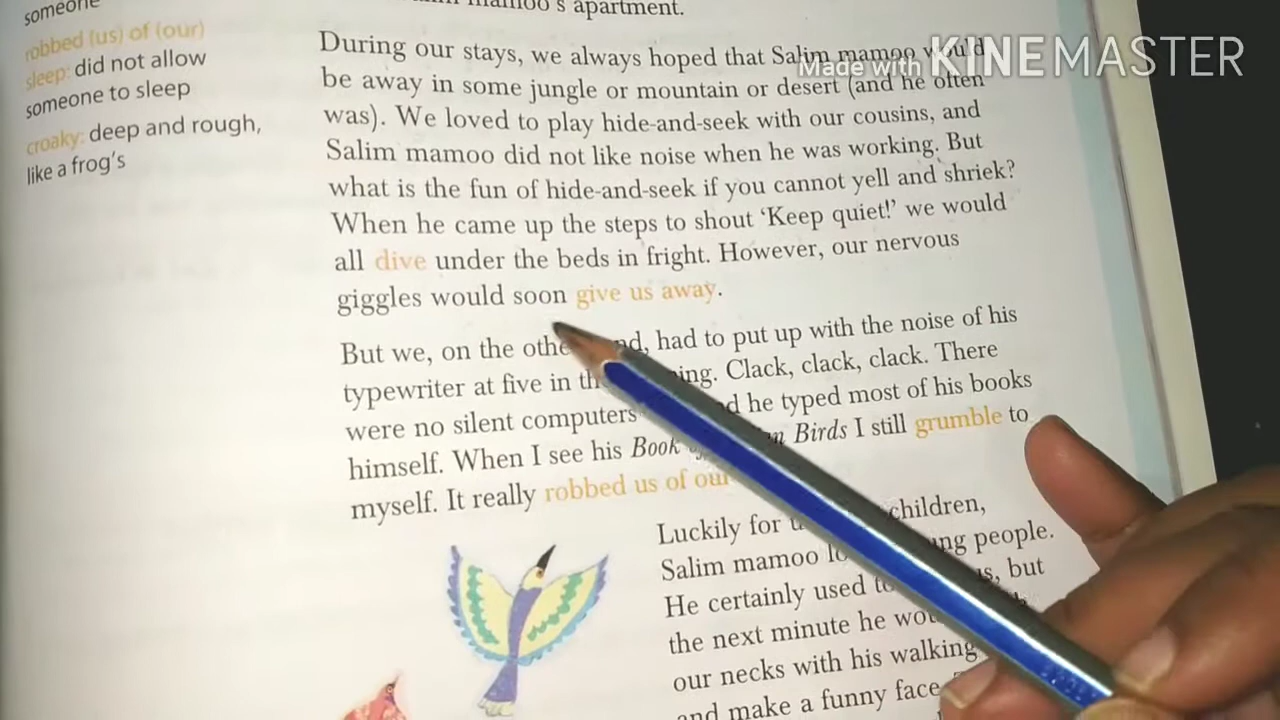 someone
robbed (us) of (our)
sleep: did not allow
someone to sleep
croaky: deep and rough,
like a frog's
mamoo's apartment.
During our stays, we always hoped that Salim mamoo would
be away in some jungle or mountain or desert (and he often
was). We loved to play hide-and-seek with our cousins, and
Salim mamoo did not like noise when he was working. But
what is the fun of hide-and-seek if you cannot yell and shriek?
When he came up the steps to shout 'Keep quiet!' we would
all dive under the beds in fright. However, our nervous
giggles would soon give us away.
But we, on the had to put up with the noise of his
typewriter at five in Clack, clack, clack. There
were no silent computers he typed most of his books
himself. When I see his Book Birds I still grumble to
myself. It really robbed us of our
Luckily for children,
Salim mamoo people.
He certainly used but
the next minute he
our necks with his walking
and make a funny face
Made with KINEMASTER